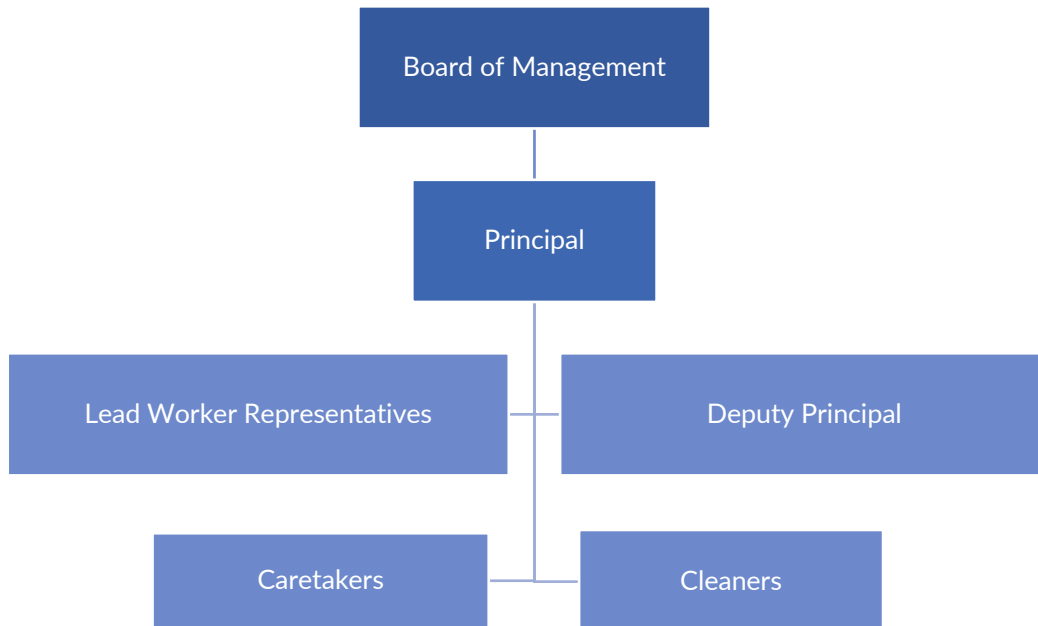 Board of Management
Principal
Lead Worker Representatives
Deputy Principal
Caretakers
Cleaners